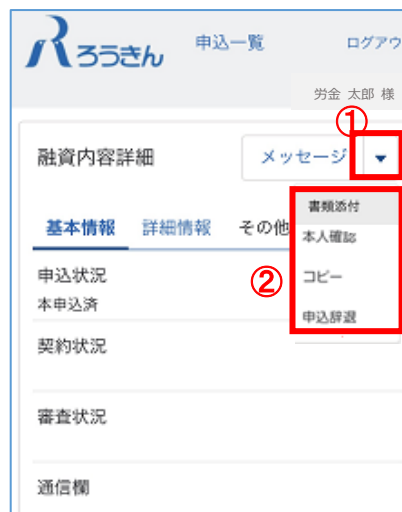 ろうきん 申込一覧 ログアウ
労金 太郎 様
①
融資内容詳細 メッセージ ▼
書類添付
基本情報 詳細情報 その他
本人確認
申込状況 ② コピー
本申込済 申込辞退
契約状況
審査状況
通信欄